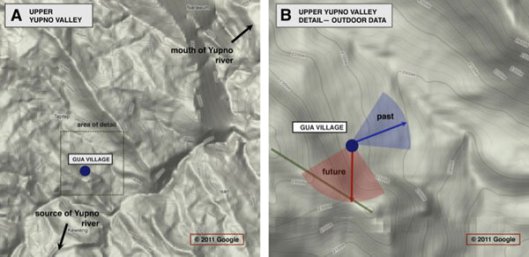 A
UPPER
YUPNO VALLEY
mouth of Yupno
river
area of detail
GUA VILLAGE
source of Yupno
river
© 2011 Google
B
UPPER YUPNO VALLEY
DETAIL— OUTDOOR DATA
past
GUA VILLAGE
future
© 2011 Google